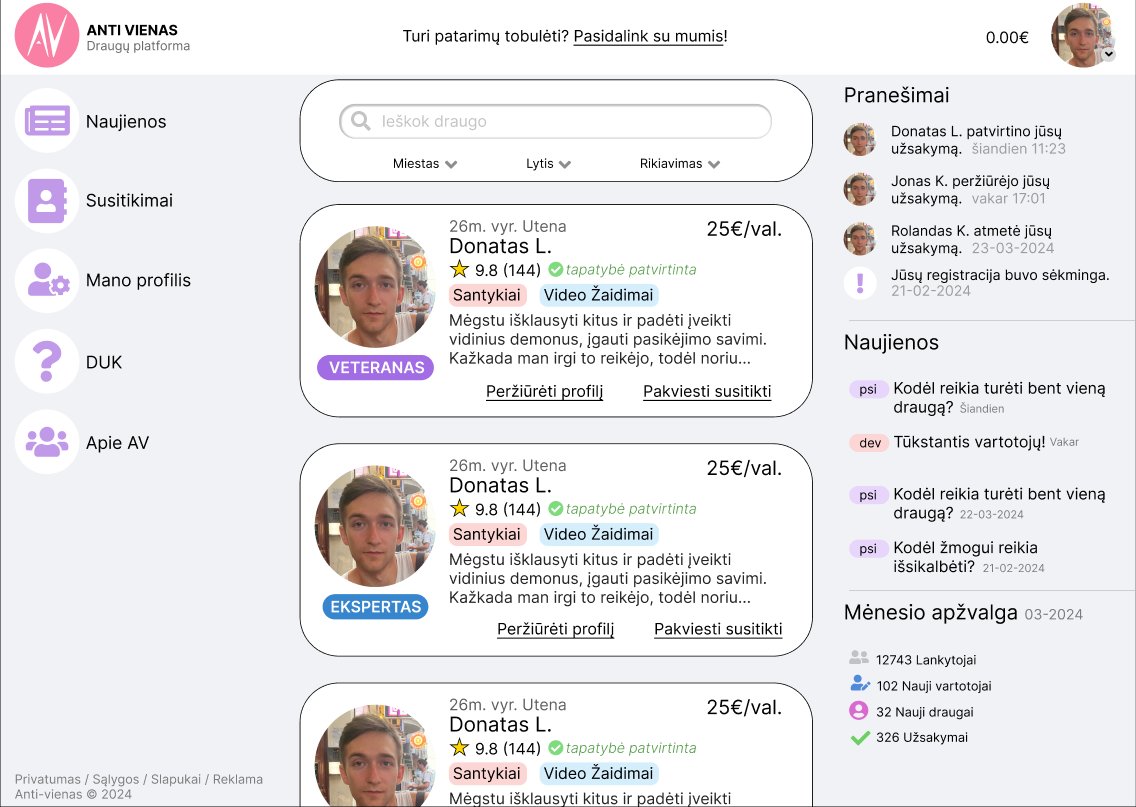 AV
ANTI VIENAS
Draugų platforma
Turi patarimų tobulėti? Pasidalink su mumis!
0.00€
Naujienos
Susitikimai
Mano profilis
DUK
Apie AV
Privatumas / Sąlygos / Slapukai / Reklama
Anti-vienas © 2024
Ieškok draugo
Miestas
Lytis
Rikiavimas
26m. vyr. Utena
25€/val.
Donatas L.
9.8 (144)
tapatybė patvirtinta
Santykiai
Video Žaidimai
Mėgstu išklausyti kitus ir padėti įveikti
vidinius demonus, įgauti pasikėjimo savimi.
Kažkada man irgi to reikėjo, todėl noriu...
VETERANAS
Peržiūrėti profilį
Pakviesti susitikti
26m. vyr. Utena
25€/val.
Donatas L.
9.8 (144)
tapatybė patvirtinta
Santykiai
Video Žaidimai
Mėgstu išklausyti kitus ir padėti įveikti
vidinius demonus, įgauti pasikėjimo savimi.
Kažkada man irgi to reikėjo, todėl noriu...
EKSPERTAS
Peržiūrėti profilį
Pakviesti susitikti
26m. vyr. Utena
25€/val.
Donatas L.
9.8 (144)
tapatybė patvirtinta
Santykiai
Video Žaidimai
Mėgstu išklausyti kitus ir padėti įveikti
Pranešimai
Donatas L. patvirtino jūsų
užsakymą. šiandien 11:23
Jonas K. peržiūrėjo jūsų
užsakymą. vakar 17:01
Rolandas K. atmetė jūsų
užsakymą. 23-03-2024
Jūsų registracija buvo sėkminga.
21-02-2024
Naujienos
psi Kodėl reikia turėti bent vieną
draugą? Šiandien
dev Tūkstantis vartotojų! Vakar
psi Kodėl reikia turėti bent vieną
draugą? 22-03-2024
psi Kodėl žmogui reikia
išsikalbėti? 21-02-2024
Mėnesio apžvalga 03-2024
12743 Lankytojai
102 Nauji vartotojai
32 Nauji draugai
326 Užsakymai